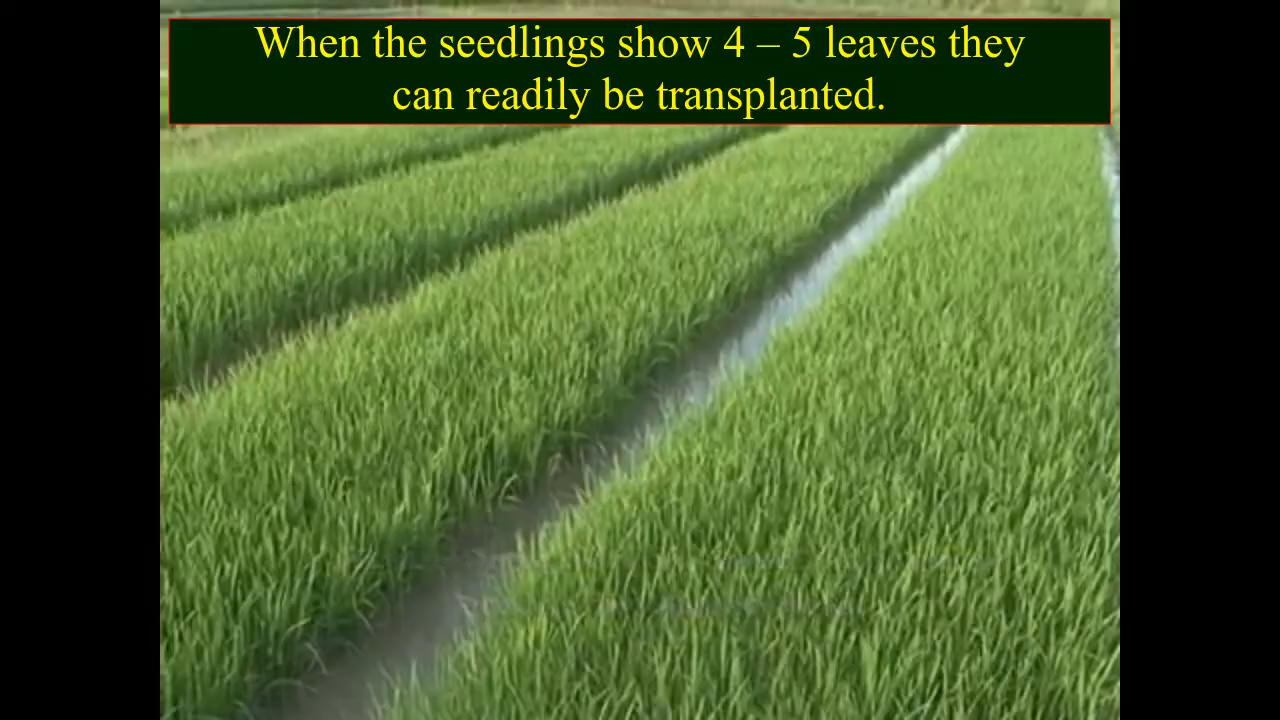 When the seedlings show 4 – 5 leaves they
can readily be transplanted.